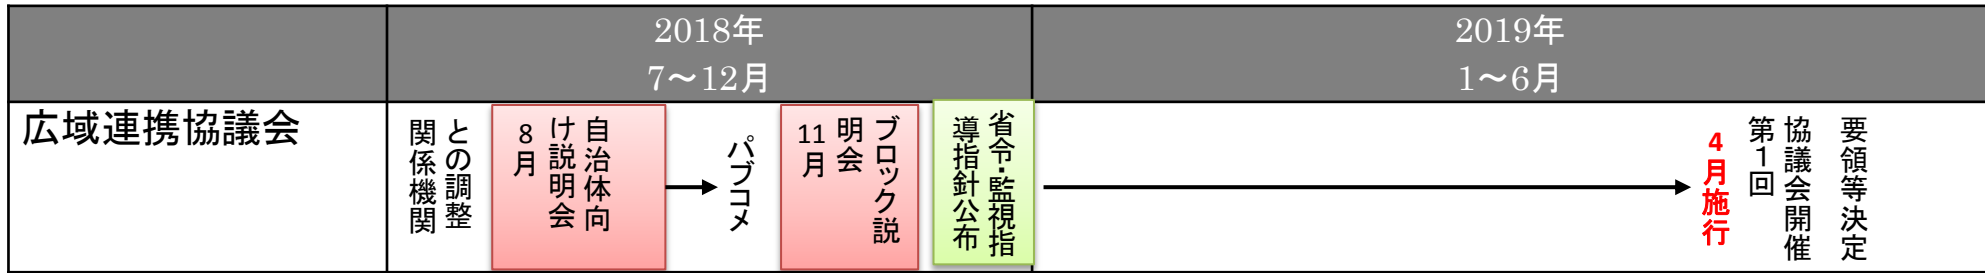 2018年
7～12月
2019年
1～6月
広域連携協議会
関係機関
との調整
自治体向
け説明会
8月
パブコメ
ブロック説
明会
11月
省令・監視指
導指針公布
4月施行
第1回
協議会開催
要領等決定